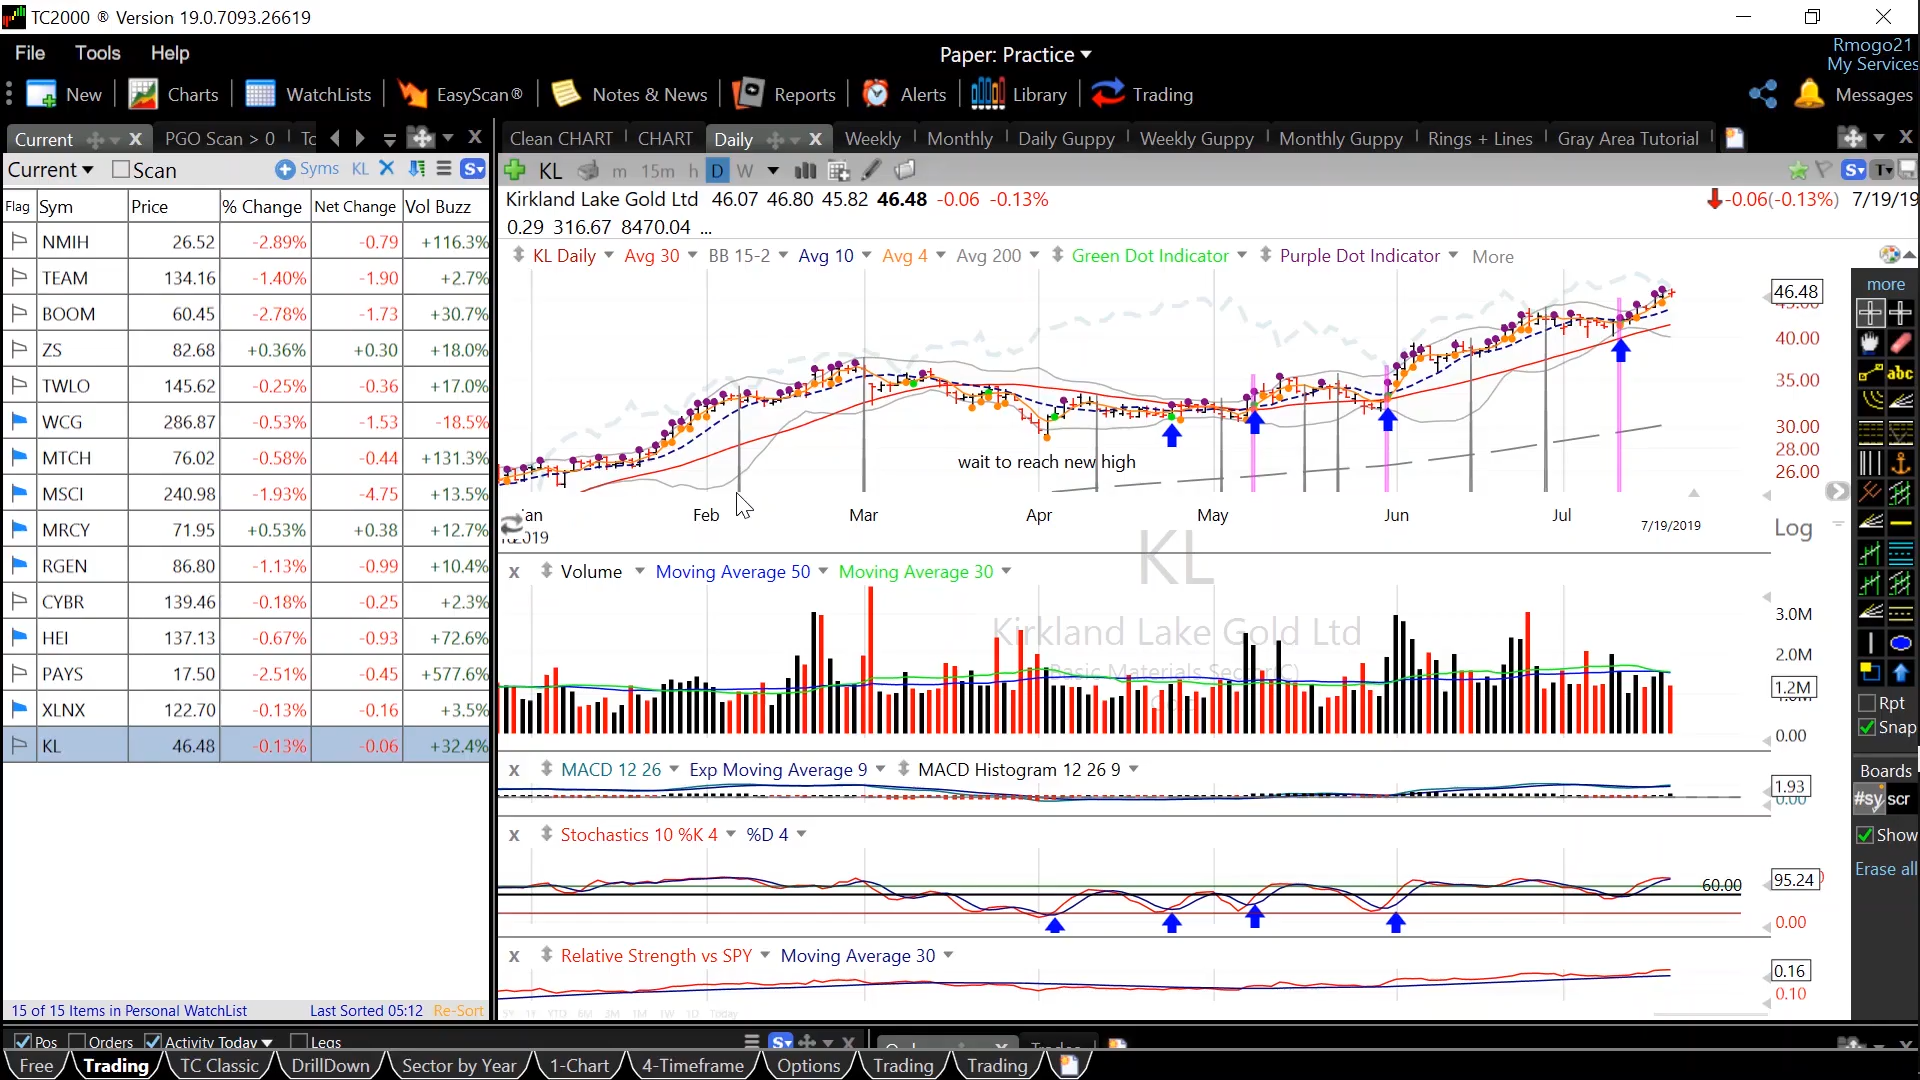 TC2000 ® Version 19.0.7093.26619
File Tools Help
Paper: Practice
Rmogo21
My Services
New Charts WatchLists EasyScan® Notes & News Reports Alerts Library Trading
Messages
Current PGO Scan > 0
Clean CHART CHART Daily Weekly Monthly Daily Guppy Weekly Guppy Monthly Guppy Rings + Lines Gray Area Tutorial
Current Scan Syms KL
KL m 15m h D W
Flag Sym Price % Change Net Change Vol Buzz
Kirkland Lake Gold Ltd 46.07 46.80 45.82 46.48 -0.06 -0.13%
-0.06(-0.13%) 7/19/19
0.29 316.67 8470.04 ...
KL Daily Avg 30 BB 15-2 Avg 10 Avg 4 Avg 200 Green Dot Indicator Purple Dot Indicator More
NMIH 26.52 -2.89% -0.79 +116.3%
TEAM 134.16 -1.40% -1.90 +2.7%
BOOM 60.45 -2.78% -1.73 +30.7%
ZS 82.68 +0.36% +0.30 +18.0%
TWLO 145.62 -0.25% -0.36 +17.0%
WCG 286.87 -0.53% -1.53 -18.5%
MTCH 76.02 -0.58% -0.44 +131.3%
MSCI 240.98 -1.93% -4.75 +13.5%
MRCY 71.95 +0.53% +0.38 +12.7%
RGEN 86.80 -1.13% -0.99 +10.4%
CYBR 139.46 -0.18% -0.25 +2.3%
HEI 137.13 -0.67% -0.93 +72.6%
PAYS 17.50 -2.51% -0.45 +577.6%
XLNX 122.70 -0.13% -0.16 +3.5%
KL 46.48 -0.13% -0.06 +32.4%
46.48
40.00
35.00
30.00
28.00
26.00
wait to reach new high
Feb Mar Apr May Jun Jul
7/19/2019
Log
KL
Kirkland Lake Gold Ltd
Volume Moving Average 50 Moving Average 30
3.0M
2.0M
1.2M
0.00
MACD 12 26 Exp Moving Average 9 MACD Histogram 12 26 9
1.93
0.00
Stochastics 10 %K 4 %D 4
60.00
95.24
0.00
Relative Strength vs SPY Moving Average 30
0.16
0.10
more
abc
Rpt
Snap
Boards
#sy scr
Show
Erase all
15 of 15 Items in Personal WatchList Last Sorted 05:12 Re-Sort
Pos Orders Activity Today Legs
Free Trading TC Classic DrillDown Sector by Year 1-Chart 4-Timeframe Options Trading Trading